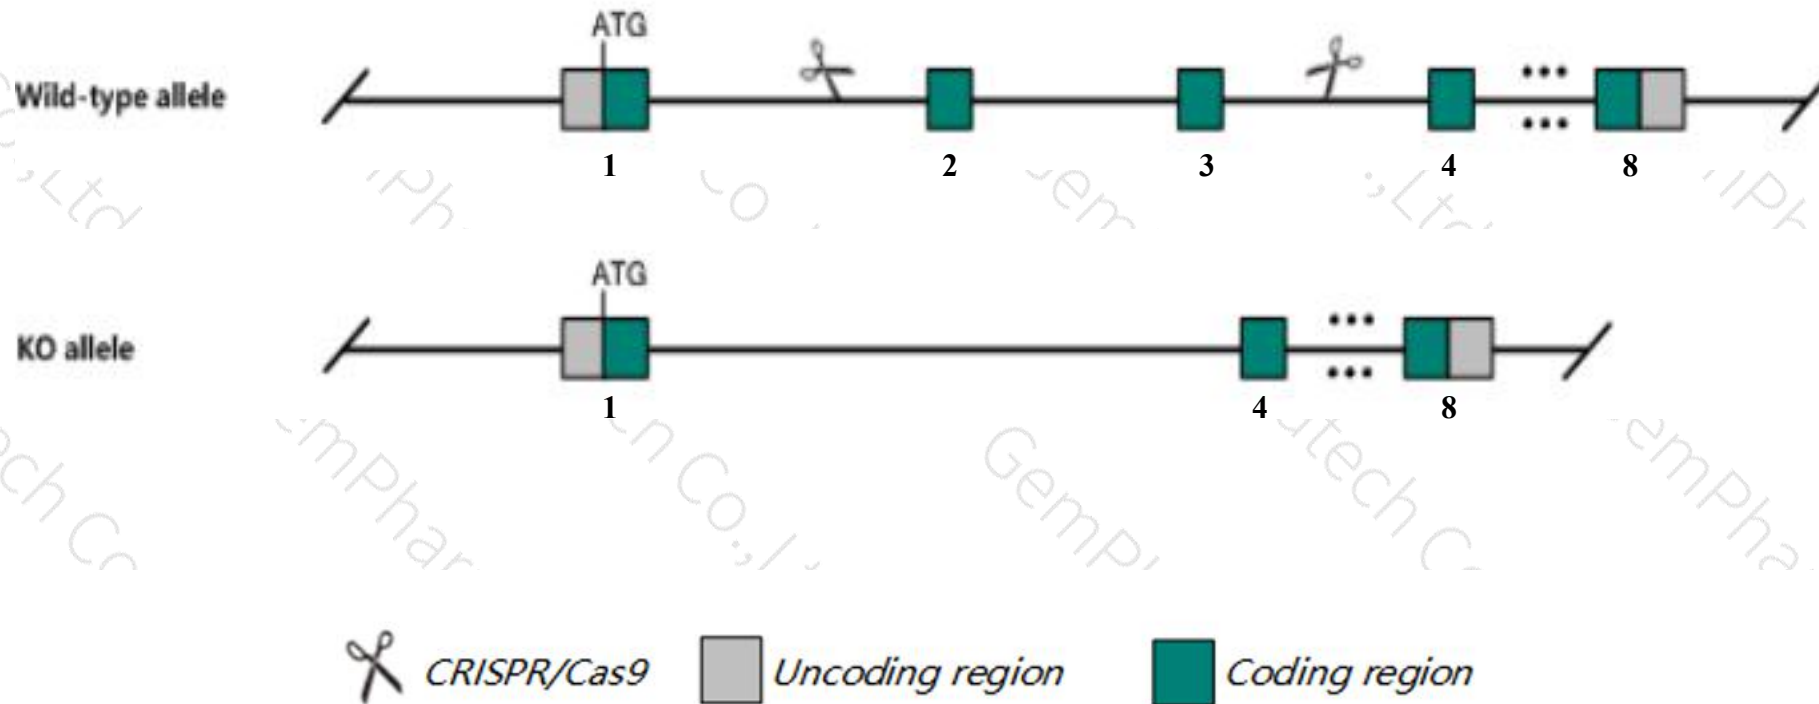 ATG
Wild-type allele
1 2 3 4 8
ATG
KO allele
1 4 8
CRISPR/Cas9 Uncoding region Coding region